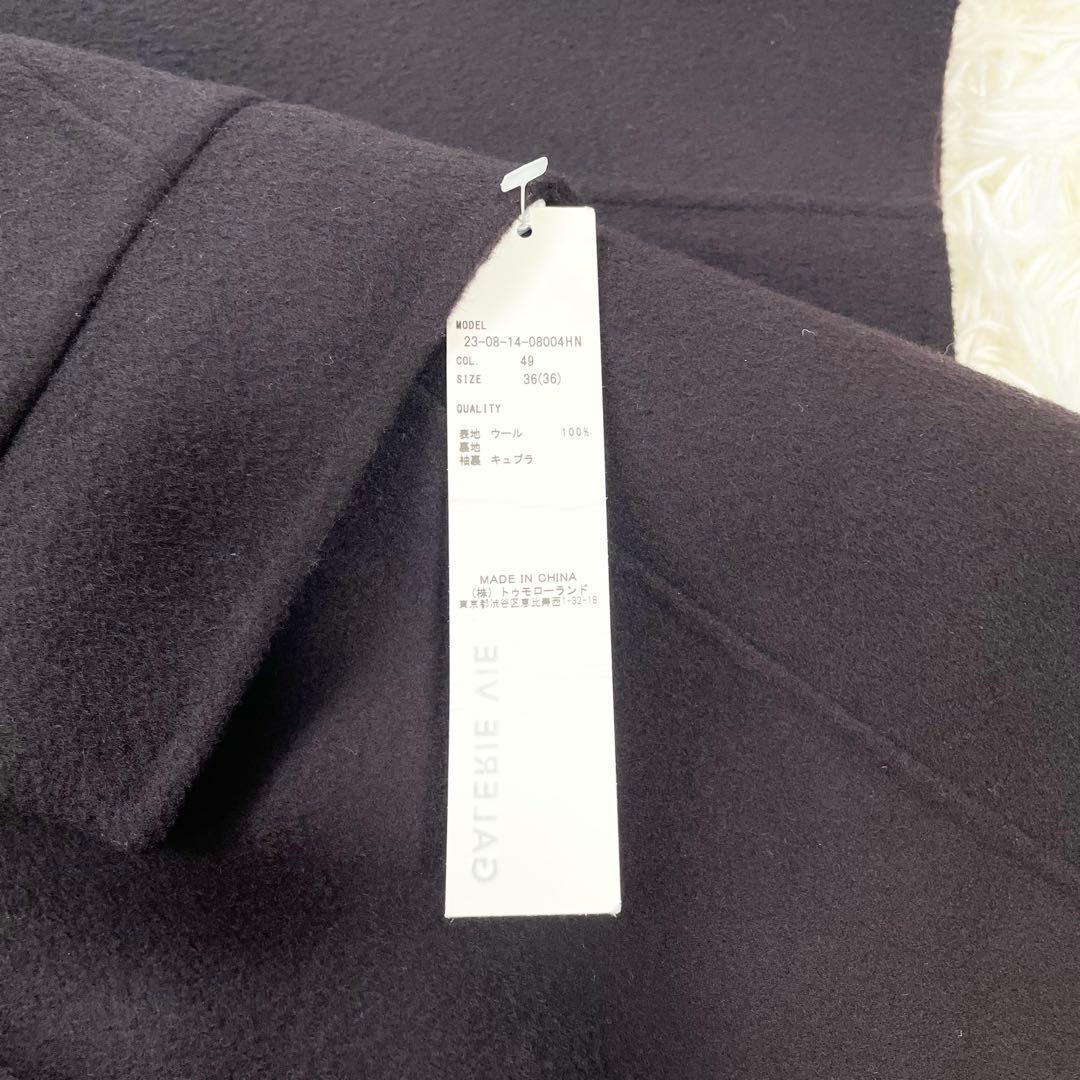 MODEL
23-08-14-08004HN
COL. 49
SIZE 36(36)
QUALITY
表地 ウール 100%
裏地
袖裏 キュプラ
MADE IN CHINA
(株) トゥモローランド
東京都渋谷区恵比寿西1-32-18
GALERIE VIE